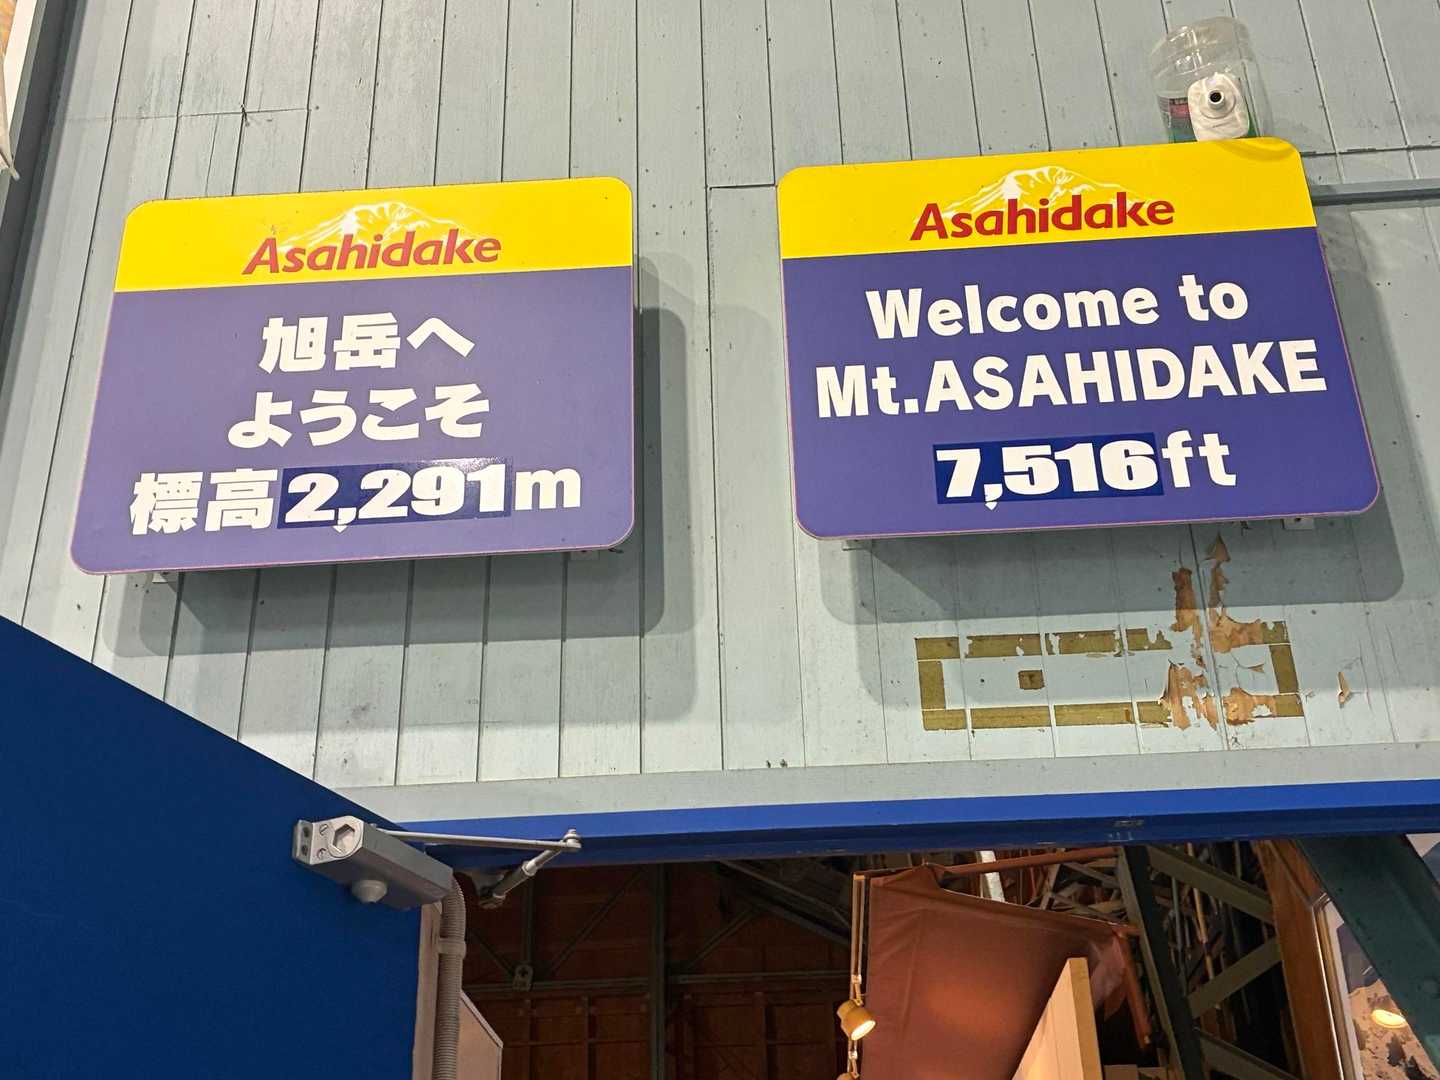 Asahidake
旭岳へ
ようこそ
標高2,291m
Asahidake
Welcome to
Mt.ASAHIDAKE
7,516ft